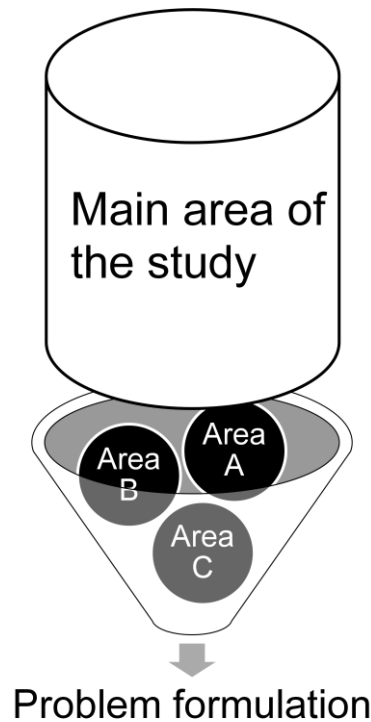 Main area of
the study
Area
A
Area
B
Area
C
Problem formulation